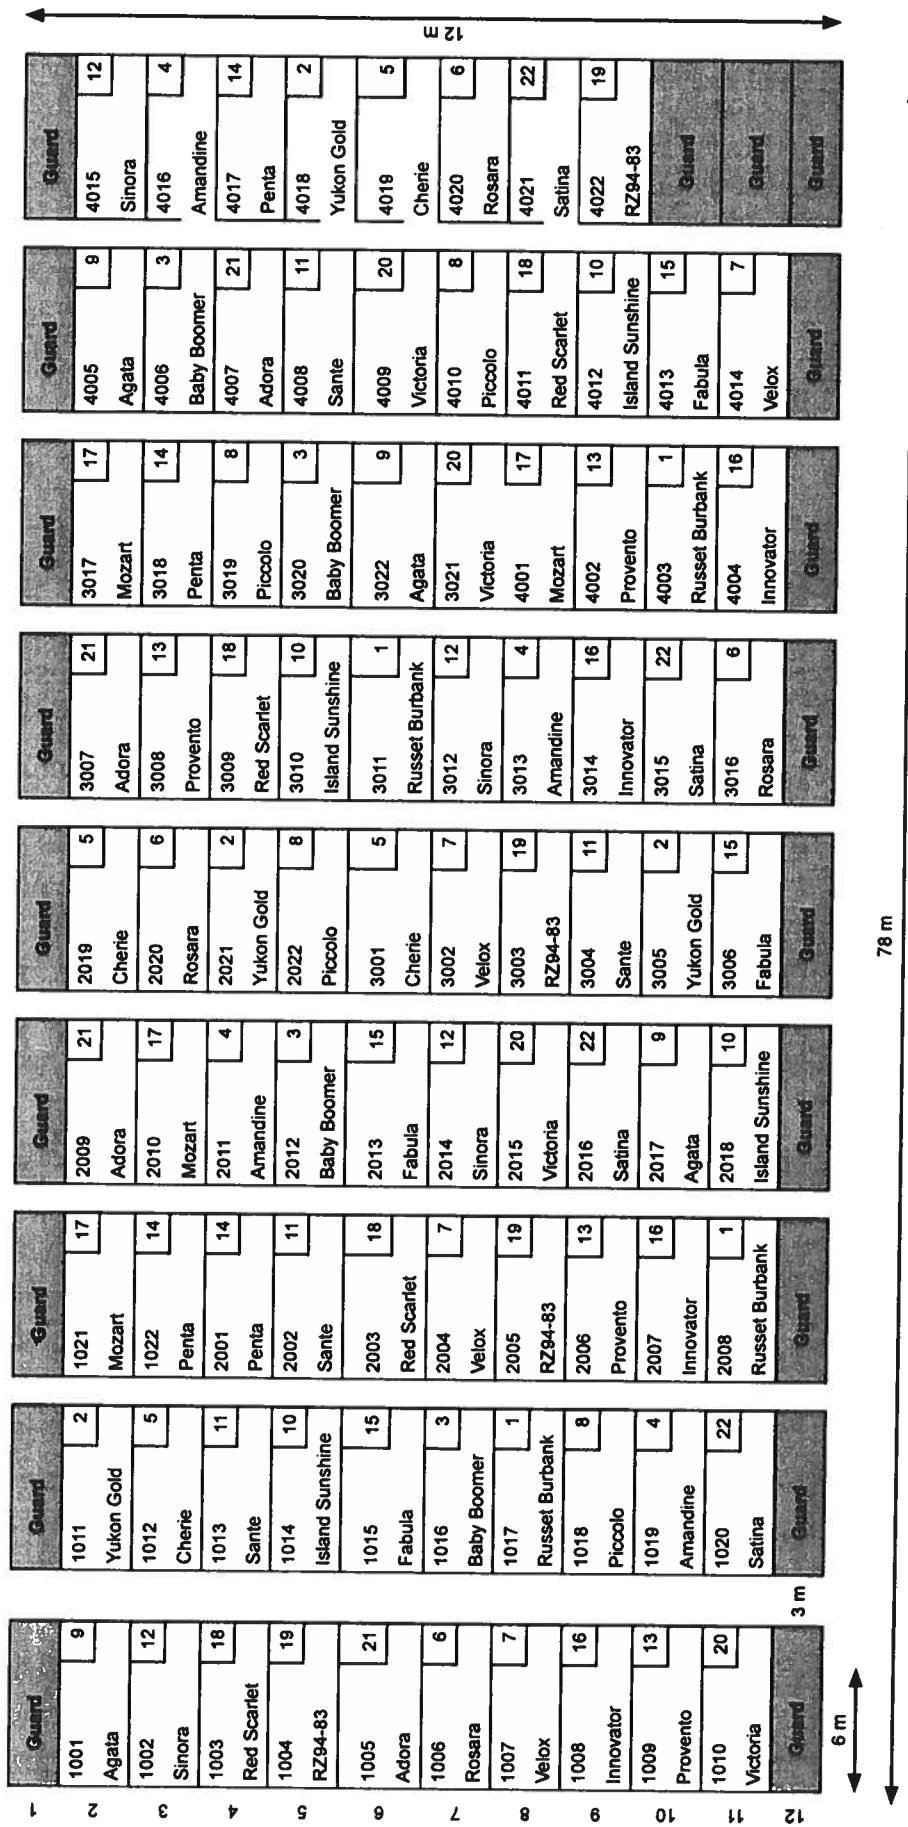 1
2
3
4
5
6
7
8
9
10
11
12
Guard
1001 9
Agata
1002 12
Sinora
1003 18
Red Scarlet
1004 19
RZ94-83
1005 21
Adora
1006 6
Rosara
1007 7
Velox
1008 16
Innovator
1009 13
Provento
1010 20
Victoria
Guard
6 m
3 m
Guard
1011 2
Yukon Gold
1012 5
Cherie
1013 11
Sante
1014 10
Island Sunshine
1015 15
Fabula
1016 3
Baby Boomer
1017 1
Russet Burbank
1018 8
Piccolo
1019 4
Amandine
1020 22
Satina
Guard
Guard
1021 17
Mozart
1022 14
Penta
2001 14
Penta
2002 11
Sante
2003 18
Red Scarlet
2004 7
Velox
2005 19
RZ94-83
2006 13
Provento
2007 16
Innovator
2008 1
Russet Burbank
Guard
Guard
2009 21
Adora
2010 17
Mozart
2011 4
Amandine
2012 3
Baby Boomer
2013 15
Fabula
2014 12
Sinora
2015 20
Victoria
2016 22
Satina
2017 9
Agata
2018 10
Island Sunshine
Guard
Guard
2019 5
Cherie
2020 6
Rosara
2021 2
Yukon Gold
2022 8
Piccolo
3001 5
Cherie
3002 7
Velox
3003 19
RZ94-83
3004 11
Sante
3005 2
Yukon Gold
3006 15
Fabula
Guard
Guard
3007 21
Adora
3008 13
Provento
3009 18
Red Scarlet
3010 10
Island Sunshine
3011 1
Russet Burbank
3012 12
Sinora
3013 4
Amandine
3014 16
Innovator
3015 22
Satina
3016 6
Rosara
Guard
Guard
3017 17
Mozart
3018 14
Penta
3019 8
Piccolo
3020 3
Baby Boomer
3022 9
Agata
3021 20
Victoria
4001 17
Mozart
4002 13
Provento
4003 1
Russet Burbank
4004 16
Innovator
Guard
Guard
4005 9
Agata
4006 3
Baby Boomer
4007 21
Adora
4008 11
Sante
4009 20
Victoria
4010 8
Piccolo
4011 18
Red Scarlet
4012 10
Island Sunshine
4013 15
Fabula
4014 7
Velox
Guard
Guard
4015 12
Sinora
4016 4
Amandine
4017 14
Penta
4018 2
Yukon Gold
4019 5
Cherie
4020 6
Rosara
4021 22
Satina
4022 19
RZ94-83
Guard
Guard
Guard
12 m
78 m